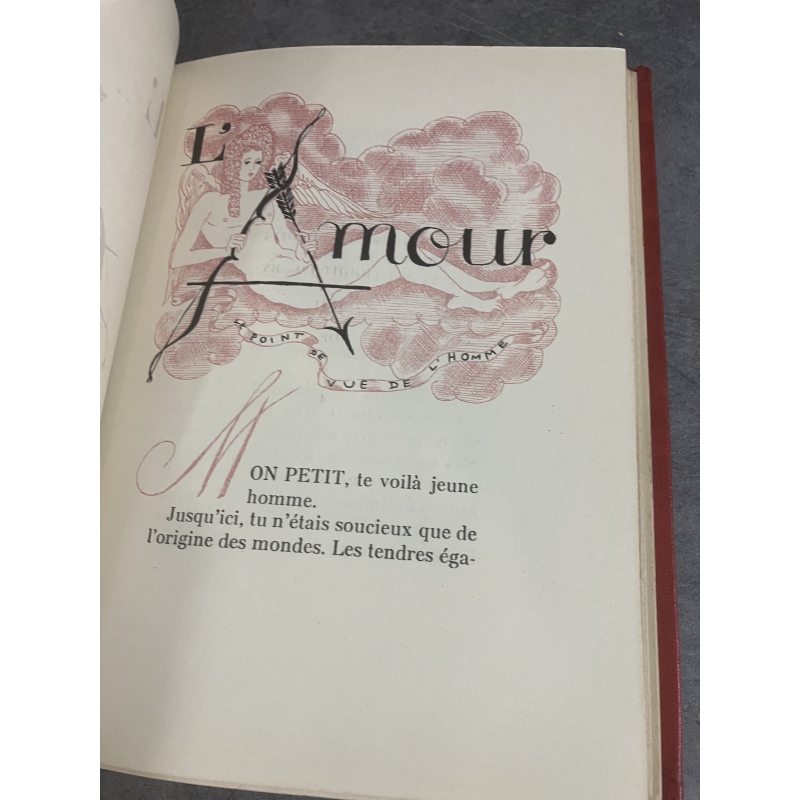 L'Amour
LE POINT DE VUE DE L'HOMME
MON PETIT, te voilà jeune
homme.
Jusqu'ici, tu n'étais soucieux que de
l'origine des mondes. Les tendres éga-